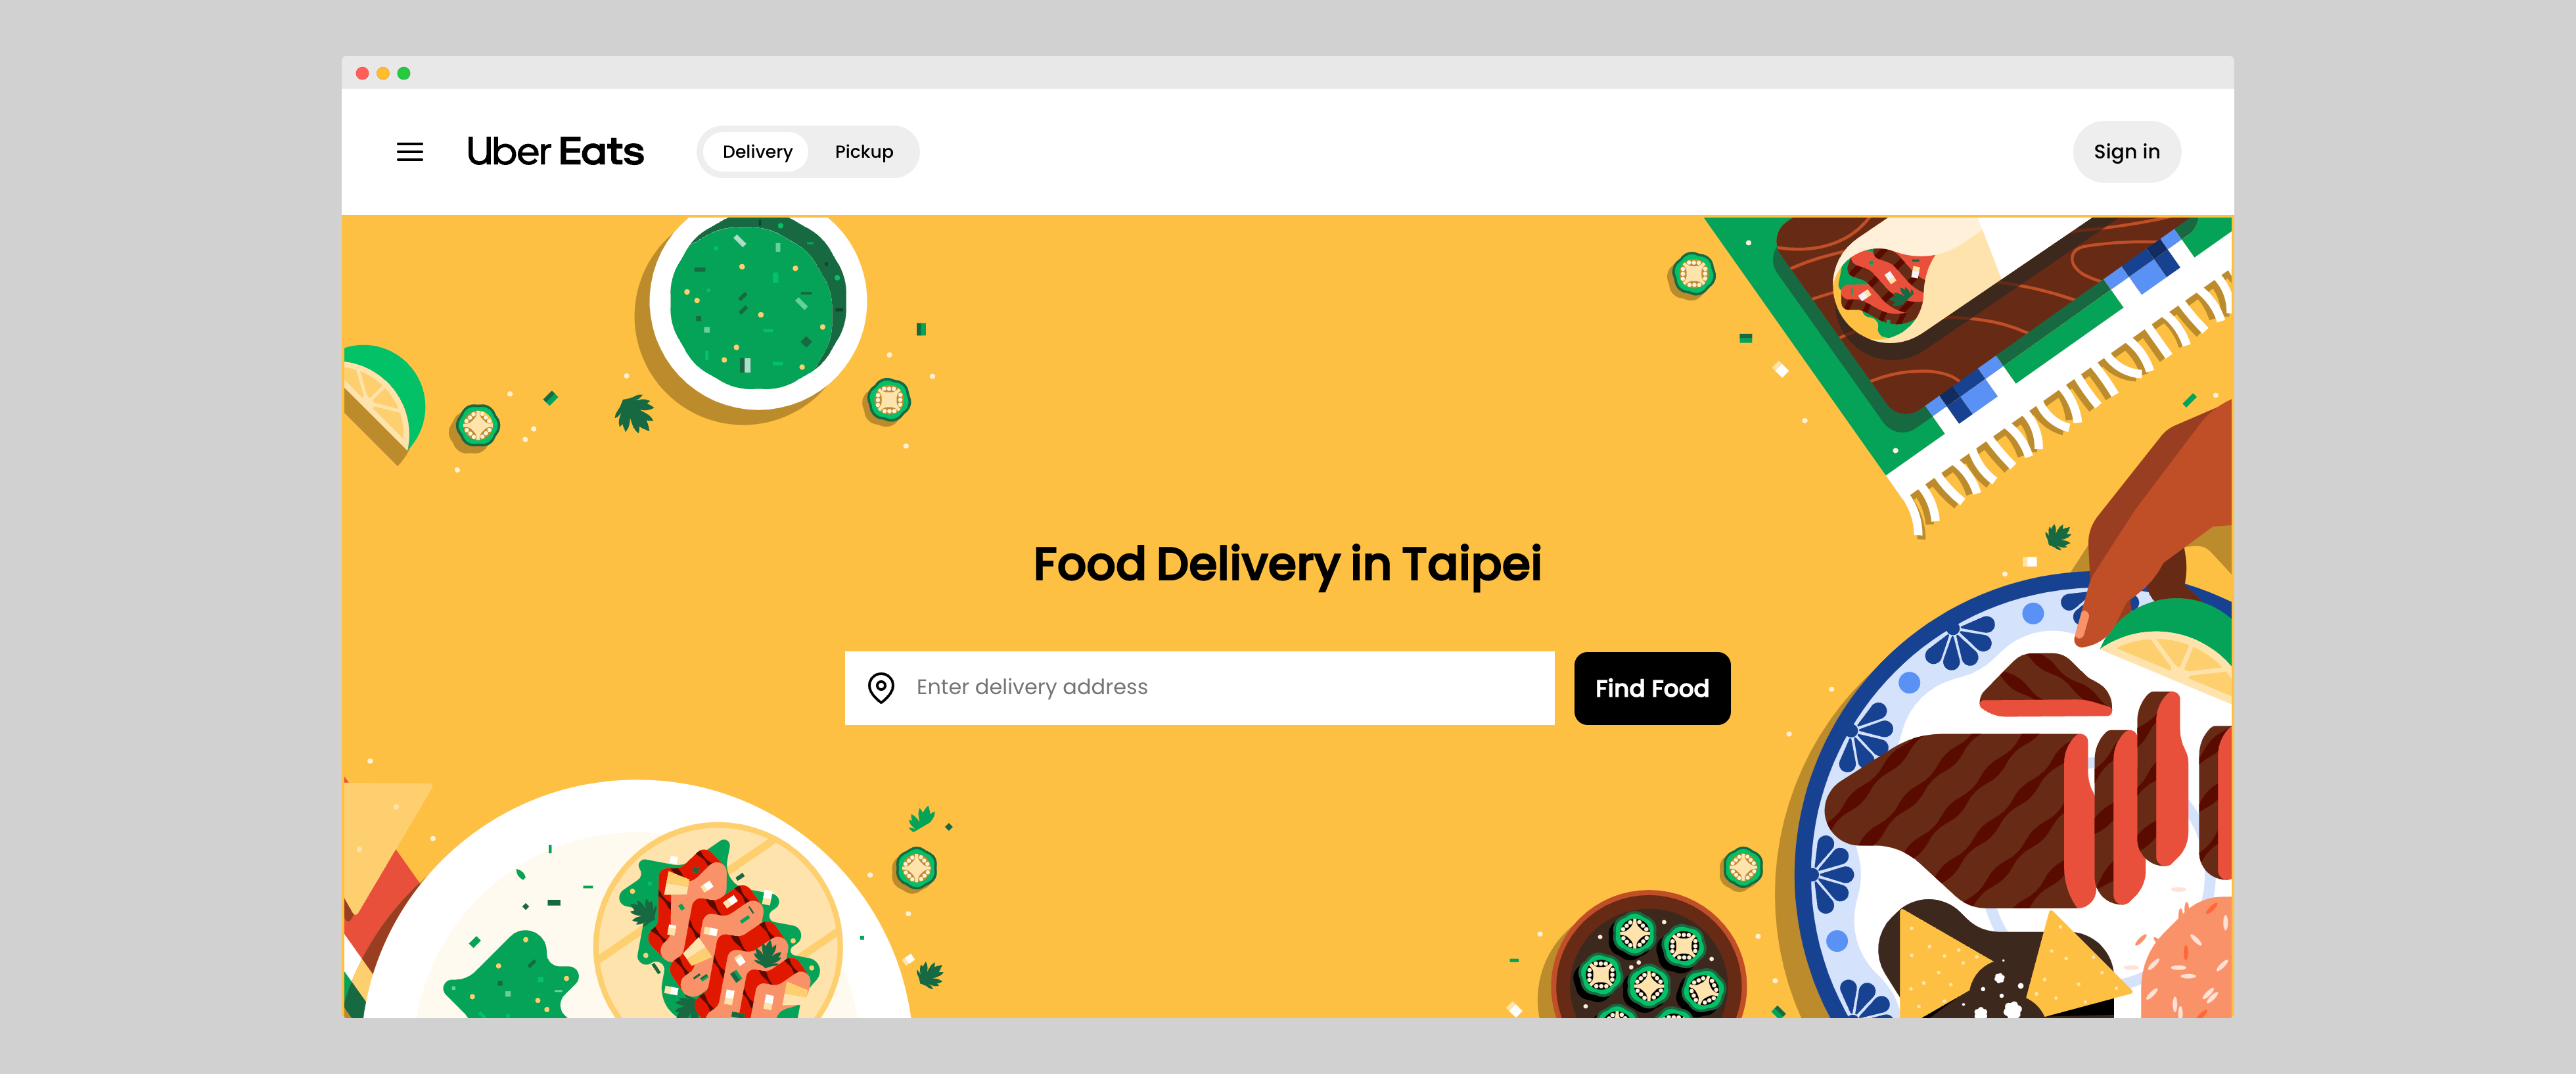 Uber Eats
Delivery
Pickup
Sign in
Food Delivery in Taipei
Enter delivery address
Find Food